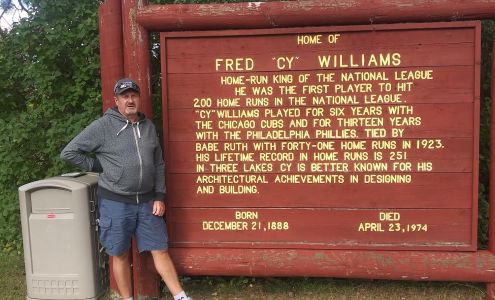 HOME OF
FRED "CY" WILLIAMS
HOME-RUN KING OF THE NATIONAL LEAGUE
HE WAS THE FIRST PLAYER TO HIT
200 HOME RUNS IN THE NATIONAL LEAGUE.
"CY" WILLIAMS PLAYED FOR SIX YEARS WITH
THE CHICAGO CUBS AND FOR THIRTEEN YEARS
WITH THE PHILADELPHIA PHILLIES. TIED BY
BABE RUTH WITH FORTY-ONE HOME RUNS IN 1923.
HIS LIFETIME RECORD IN HOME RUNS IS 251
IN THREE LAKES CY IS BETTER KNOWN FOR HIS
ARCHITECTURAL ACHIEVEMENTS IN DESIGNING
AND BUILDING.
BORN DIED
DECEMBER 21, 1888 APRIL 23, 1974